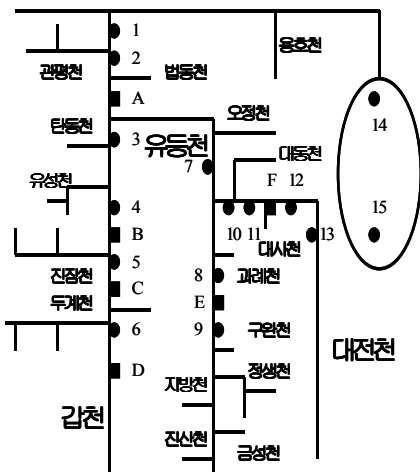 1
용호천
2
관평천
법동천
A
14
오정천
탄동천
3
유등천
대동천
7
유성천
F
12
4
15
B
10
11
13
대사천
5
진장천
8
과례천
C
두계천
E
6
9
구완천
대전천
D
정생천
지방천
갑천
진산천
금성천